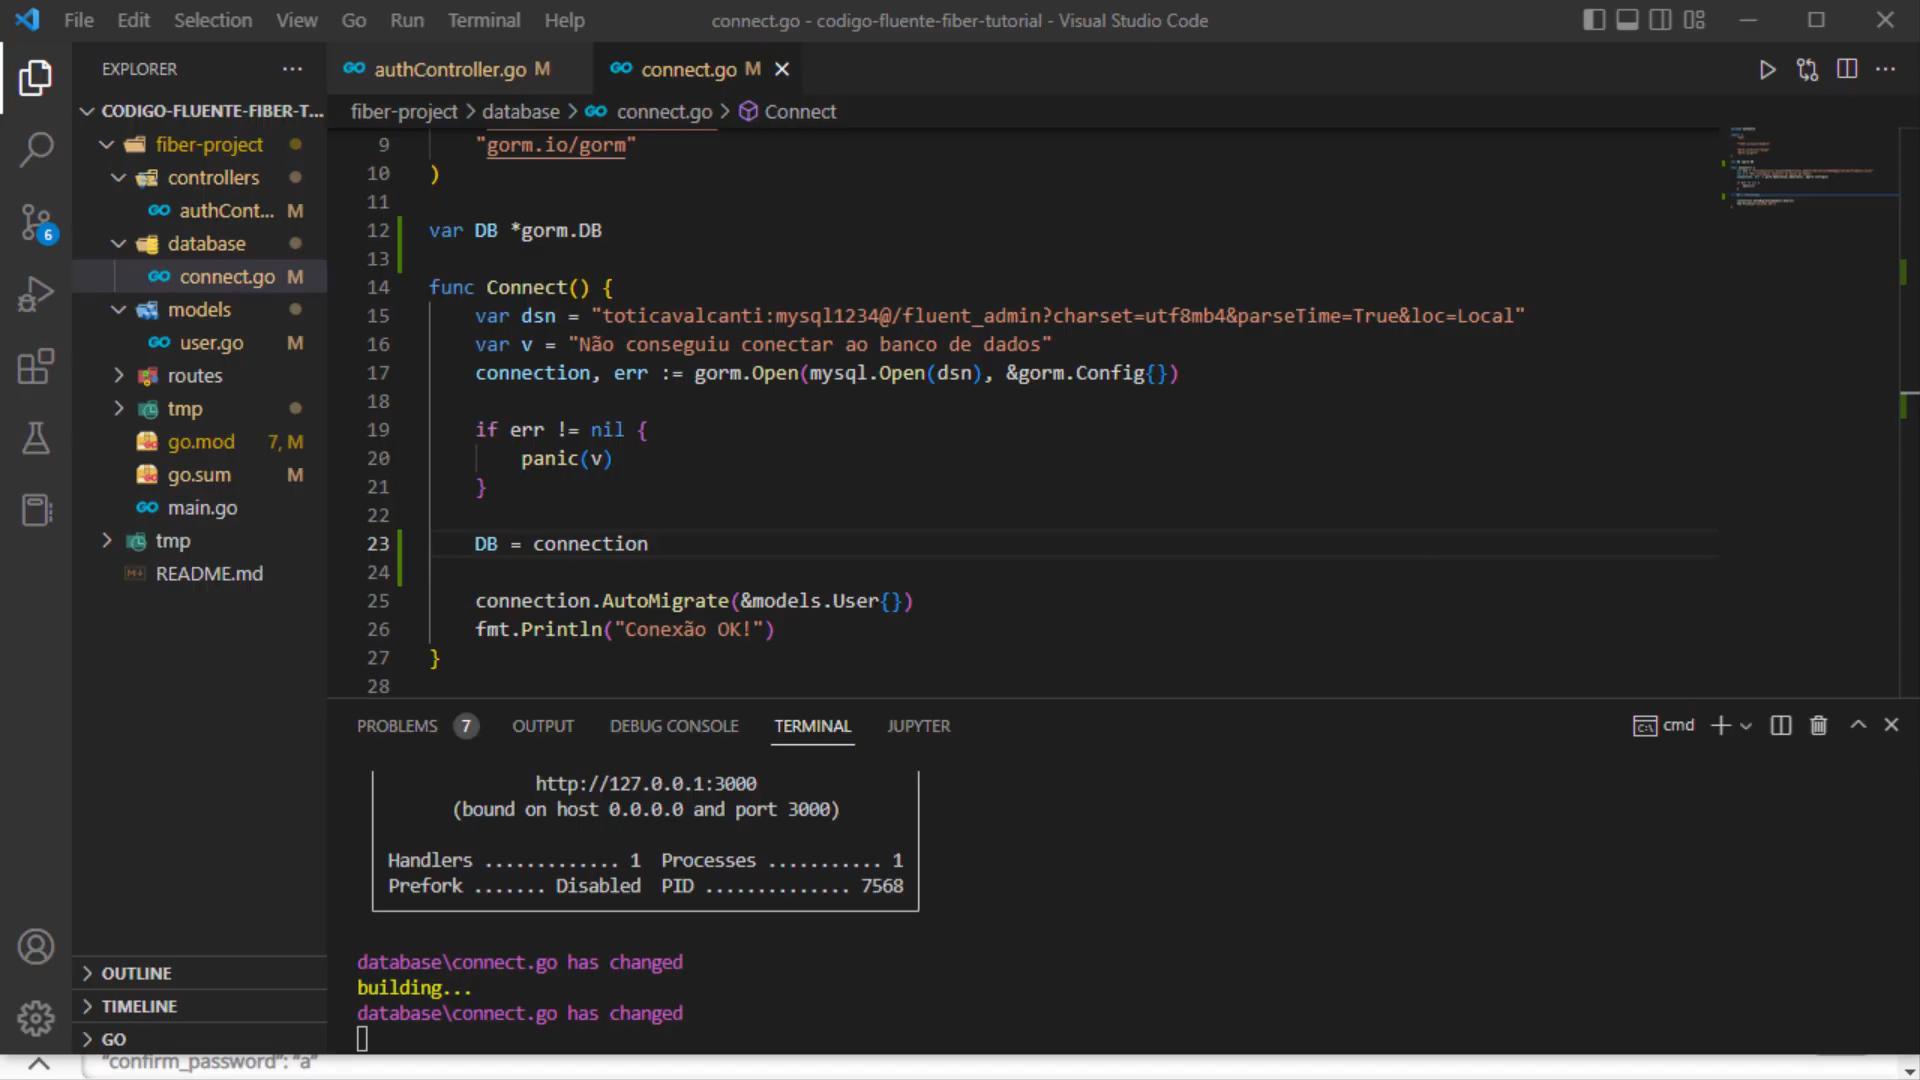 File Edit Selection View Go Run Terminal Help
connect.go - codigo-fluente-fiber-tutorial - Visual Studio Code
EXPLORER
CODIGO-FLUENTE-FIBER-T...
fiber-project
controllers
authCont... M
database
connect.go M
models
user.go M
routes
tmp
go.mod 7, M
go.sum M
main.go
tmp
README.md
OUTLINE
TIMELINE
GO
6
authController.go M
connect.go M
fiber-project > database > connect.go > Connect
9 "gorm.io/gorm"
10 )
11
12 var DB *gorm.DB
13
14 func Connect() {
15 var dsn = "toticavalcanti:mysql1234@/fluent_admin?charset=utf8mb4&parseTime=True&loc=Local"
16 var v = "Não conseguiu conectar ao banco de dados"
17 connection, err := gorm.Open(mysql.Open(dsn), &gorm.Config{})
18
19 if err != nil {
20 panic(v)
21 }
22
23 DB = connection
24
25 connection.AutoMigrate(&models.User{})
26 fmt.Println("Conexão OK!")
27 }
28
PROBLEMS 7 OUTPUT DEBUG CONSOLE TERMINAL JUPYTER
cmd
http://127.0.0.1:3000
(bound on host 0.0.0.0 and port 3000)
Handlers ............. 1 Processes ........... 1
Prefork ....... Disabled PID .............. 7568
database\connect.go has changed
building...
database\connect.go has changed
"confirm_password": "a"